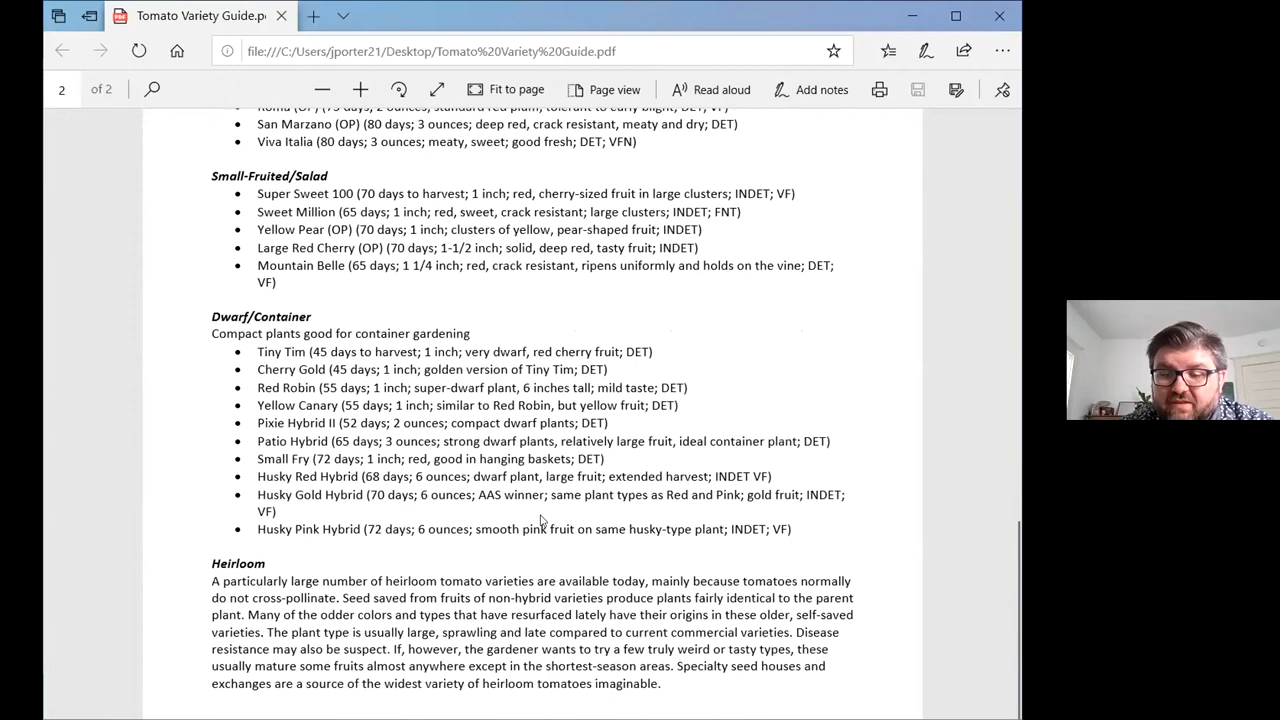 Tomato Variety Guide.p
file:///C:/Users/jporter21/Desktop/Tomato%20Variety%20Guide.pdf
2 of 2
Fit to page
Page view
Read aloud
Add notes
Roma (OP) (75 days; 2 ounces; standard red plum; tolerant to early blight; DET; VF)
• San Marzano (OP) (80 days; 3 ounces; deep red, crack resistant, meaty and dry; DET)
• Viva Italia (80 days; 3 ounces; meaty, sweet; good fresh; DET; VFN)
Small-Fruited/Salad
• Super Sweet 100 (70 days to harvest; 1 inch; red, cherry-sized fruit in large clusters; INDET; VF)
• Sweet Million (65 days; 1 inch; red, sweet, crack resistant; large clusters; INDET; FNT)
• Yellow Pear (OP) (70 days; 1 inch; clusters of yellow, pear-shaped fruit; INDET)
• Large Red Cherry (OP) (70 days; 1-1/2 inch; solid, deep red, tasty fruit; INDET)
• Mountain Belle (65 days; 1 1/4 inch; red, crack resistant, ripens uniformly and holds on the vine; DET;
VF)
Dwarf/Container
Compact plants good for container gardening
• Tiny Tim (45 days to harvest; 1 inch; very dwarf, red cherry fruit; DET)
• Cherry Gold (45 days; 1 inch; golden version of Tiny Tim; DET)
• Red Robin (55 days; 1 inch; super-dwarf plant, 6 inches tall; mild taste; DET)
• Yellow Canary (55 days; 1 inch; similar to Red Robin, but yellow fruit; DET)
• Pixie Hybrid II (52 days; 2 ounces; compact dwarf plants; DET)
• Patio Hybrid (65 days; 3 ounces; strong dwarf plants, relatively large fruit, ideal container plant; DET)
• Small Fry (72 days; 1 inch; red, good in hanging baskets; DET)
• Husky Red Hybrid (68 days; 6 ounces; dwarf plant, large fruit; extended harvest; INDET VF)
• Husky Gold Hybrid (70 days; 6 ounces; AAS winner; same plant types as Red and Pink; gold fruit; INDET;
VF)
• Husky Pink Hybrid (72 days; 6 ounces; smooth pink fruit on same husky-type plant; INDET; VF)
Heirloom
A particularly large number of heirloom tomato varieties are available today, mainly because tomatoes normally
do not cross-pollinate. Seed saved from fruits of non-hybrid varieties produce plants fairly identical to the parent
plant. Many of the odder colors and types that have resurfaced lately have their origins in these older, self-saved
varieties. The plant type is usually large, sprawling and late compared to current commercial varieties. Disease
resistance may also be suspect. If, however, the gardener wants to try a few truly weird or tasty types, these
usually mature some fruits almost anywhere except in the shortest-season areas. Specialty seed houses and
exchanges are a source of the widest variety of heirloom tomatoes imaginable.